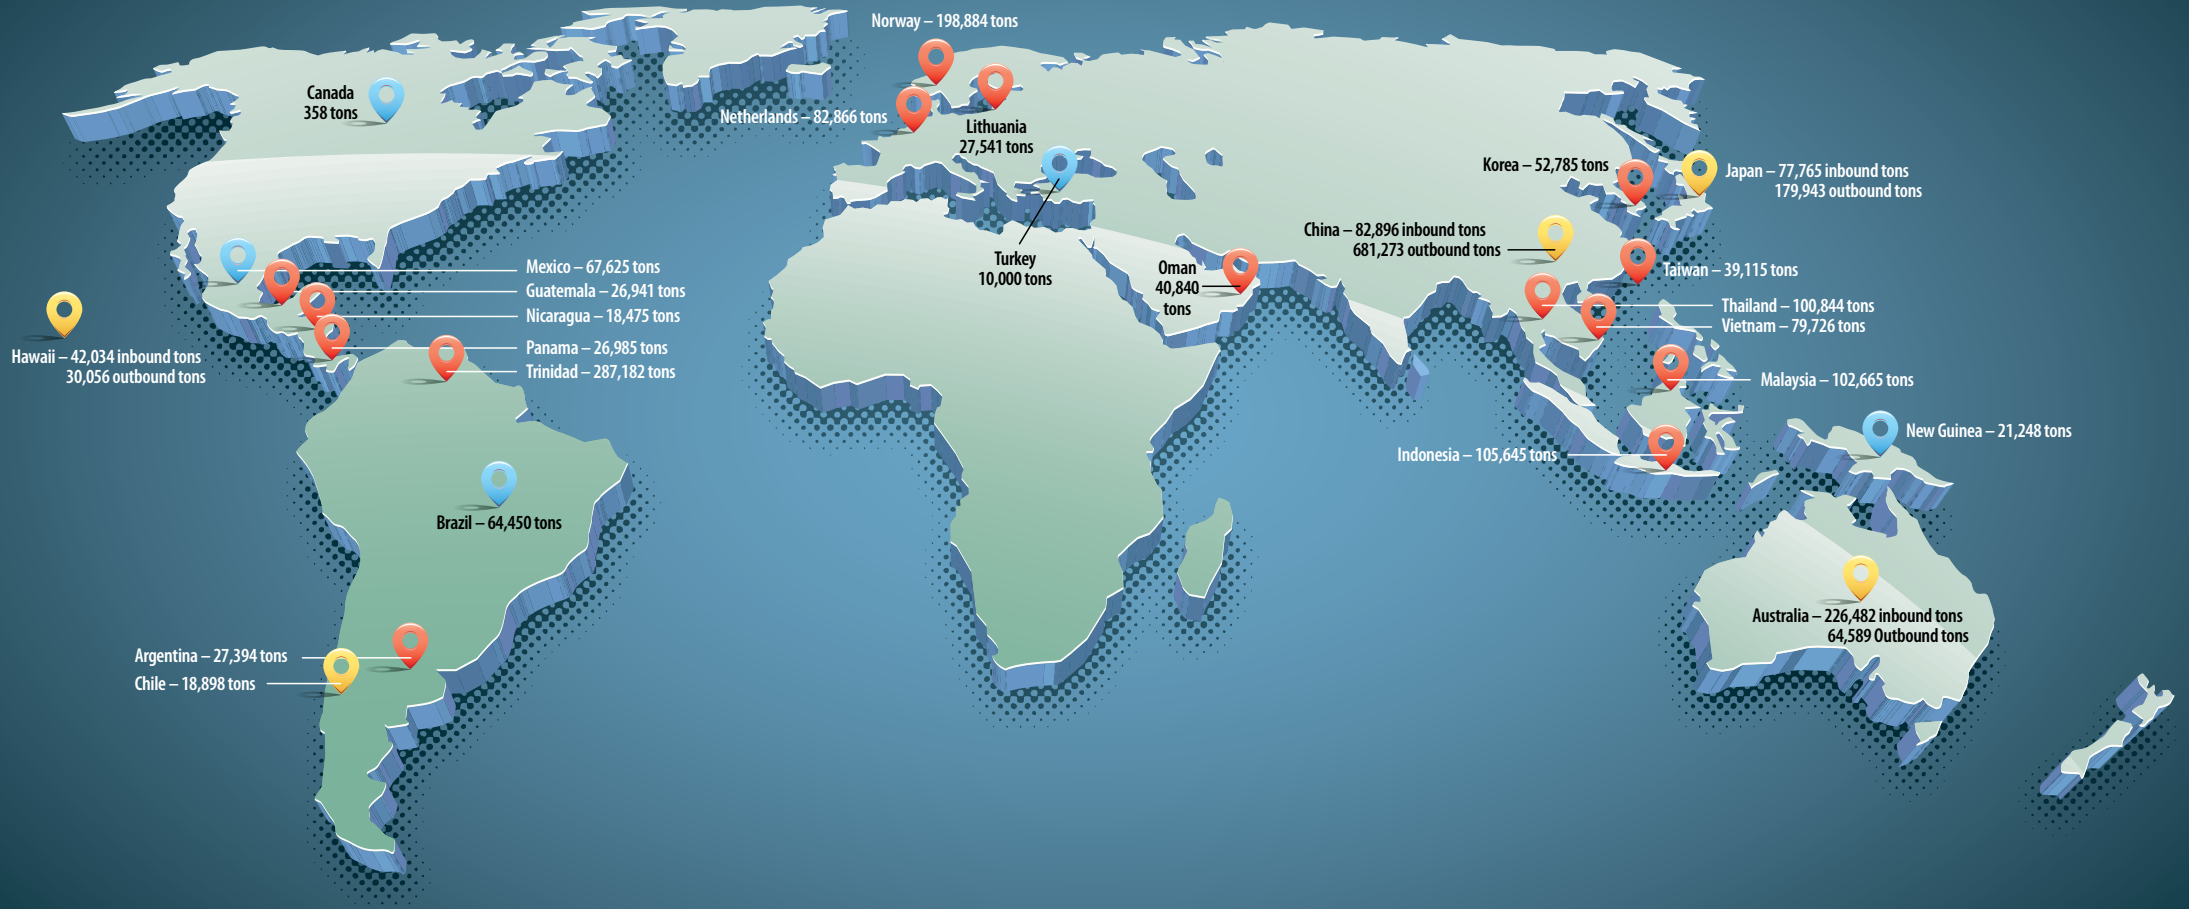 Norway – 198,884 tons
Canada
358 tons
Netherlands – 82,866 tons
Lithuania
27,541 tons
Korea – 52,785 tons
Japan – 77,765 inbound tons
179,943 outbound tons
China – 82,896 inbound tons
681,273 outbound tons
Turkey
10,000 tons
Oman
40,840
tons
Taiwan – 39,115 tons
Mexico – 67,625 tons
Guatemala – 26,941 tons
Nicaragua – 18,475 tons
Panama – 26,985 tons
Trinidad – 287,182 tons
Thailand – 100,844 tons
Vietnam – 79,726 tons
Hawaii – 42,034 inbound tons
30,056 outbound tons
Malaysia – 102,665 tons
New Guinea – 21,248 tons
Indonesia – 105,645 tons
Brazil – 64,450 tons
Australia – 226,482 inbound tons
64,589 Outbound tons
Argentina – 27,394 tons
Chile – 18,898 tons